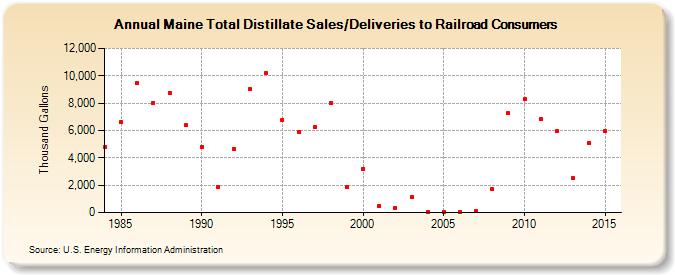 Annual Maine Total Distillate Sales/Deliveries to Railroad Consumers
Thousand Gallons
12,000
10,000
8,000
6,000
4,000
2,000
0
1985 1990 1995 2000 2005 2010 2015
Source: U.S. Energy Information Administration